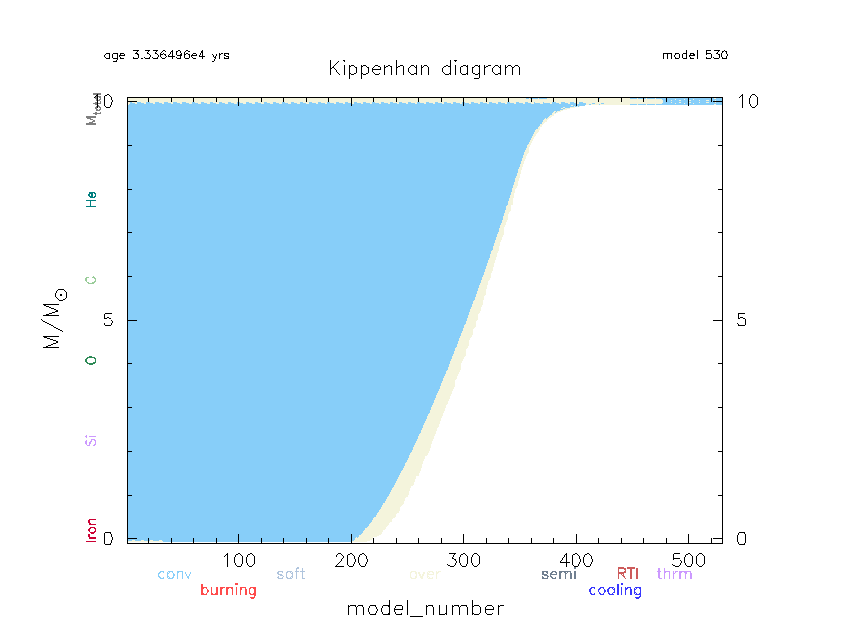 age 3.336496e4 yrs
model 530
Kippenhan diagram
M_total
10
10
He
C
M/M☉
5
5
O
Si
Iron
0
0
100 200 300 400 500
conv soft over semi RTI thrm
burning cooling
model_number